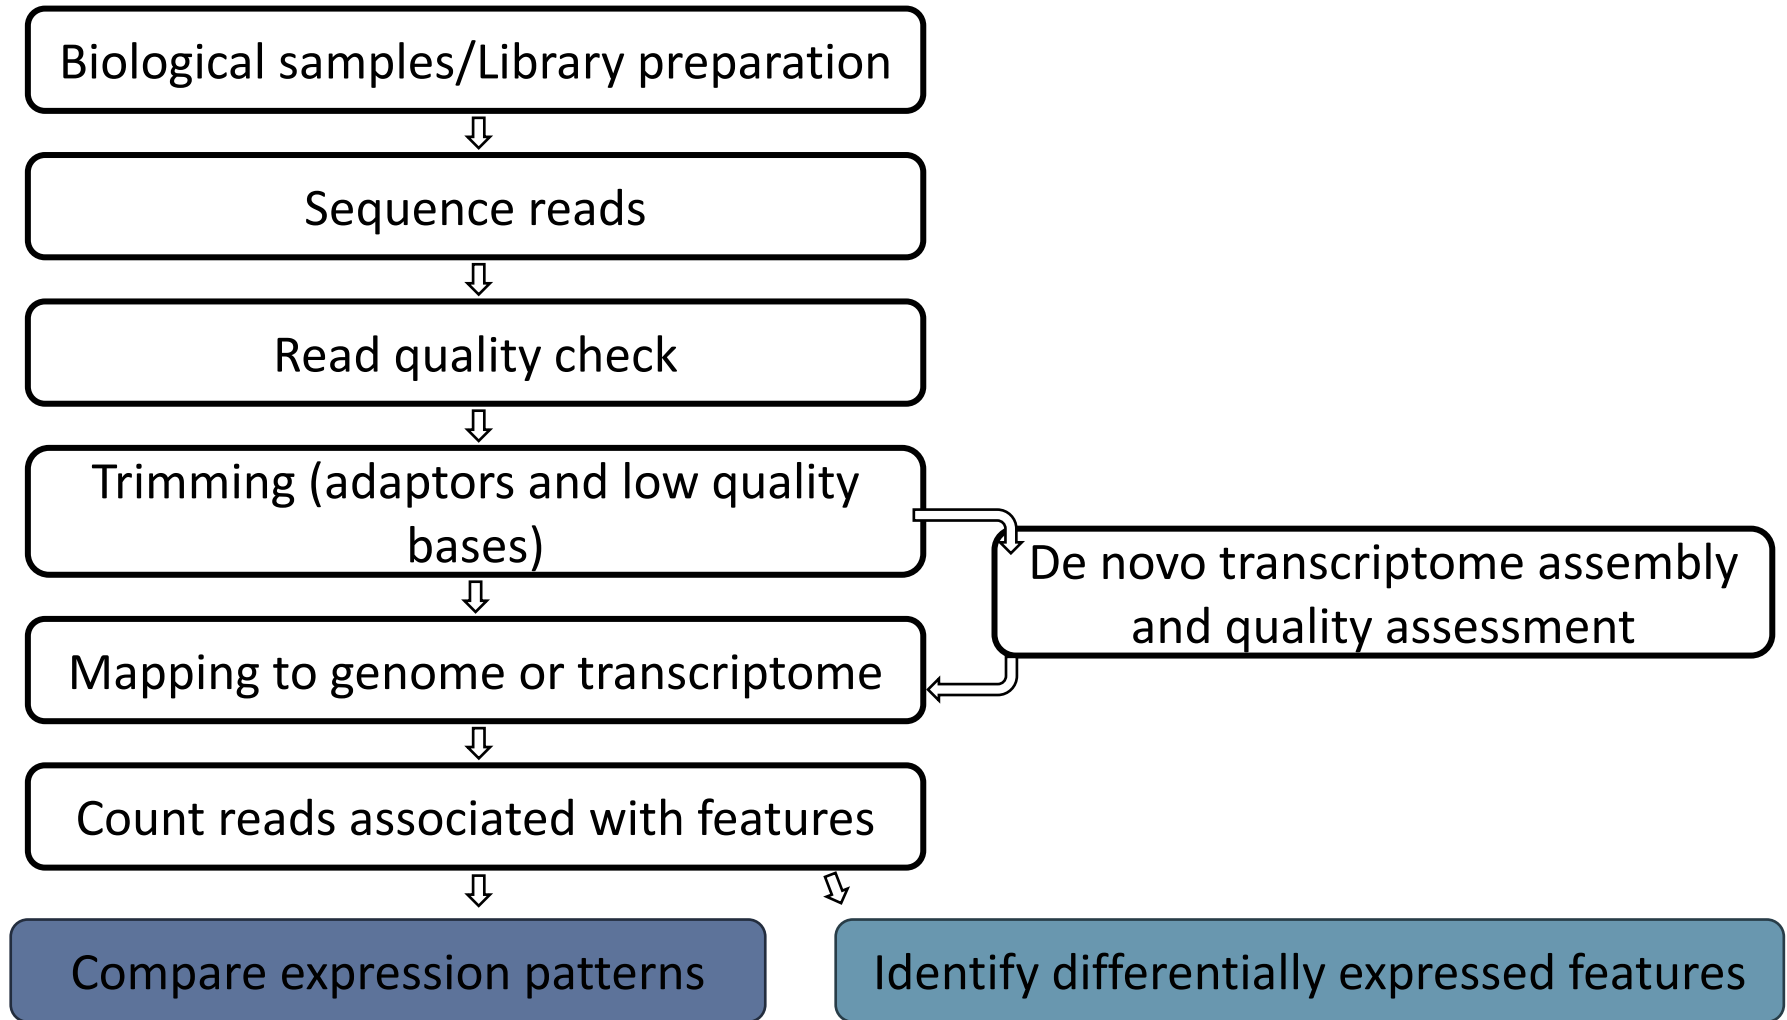 Biological samples/Library preparation
Sequence reads
Read quality check
Trimming (adaptors and low quality
bases)
De novo transcriptome assembly
and quality assessment
Mapping to genome or transcriptome
Count reads associated with features
Compare expression patterns
Identify differentially expressed features